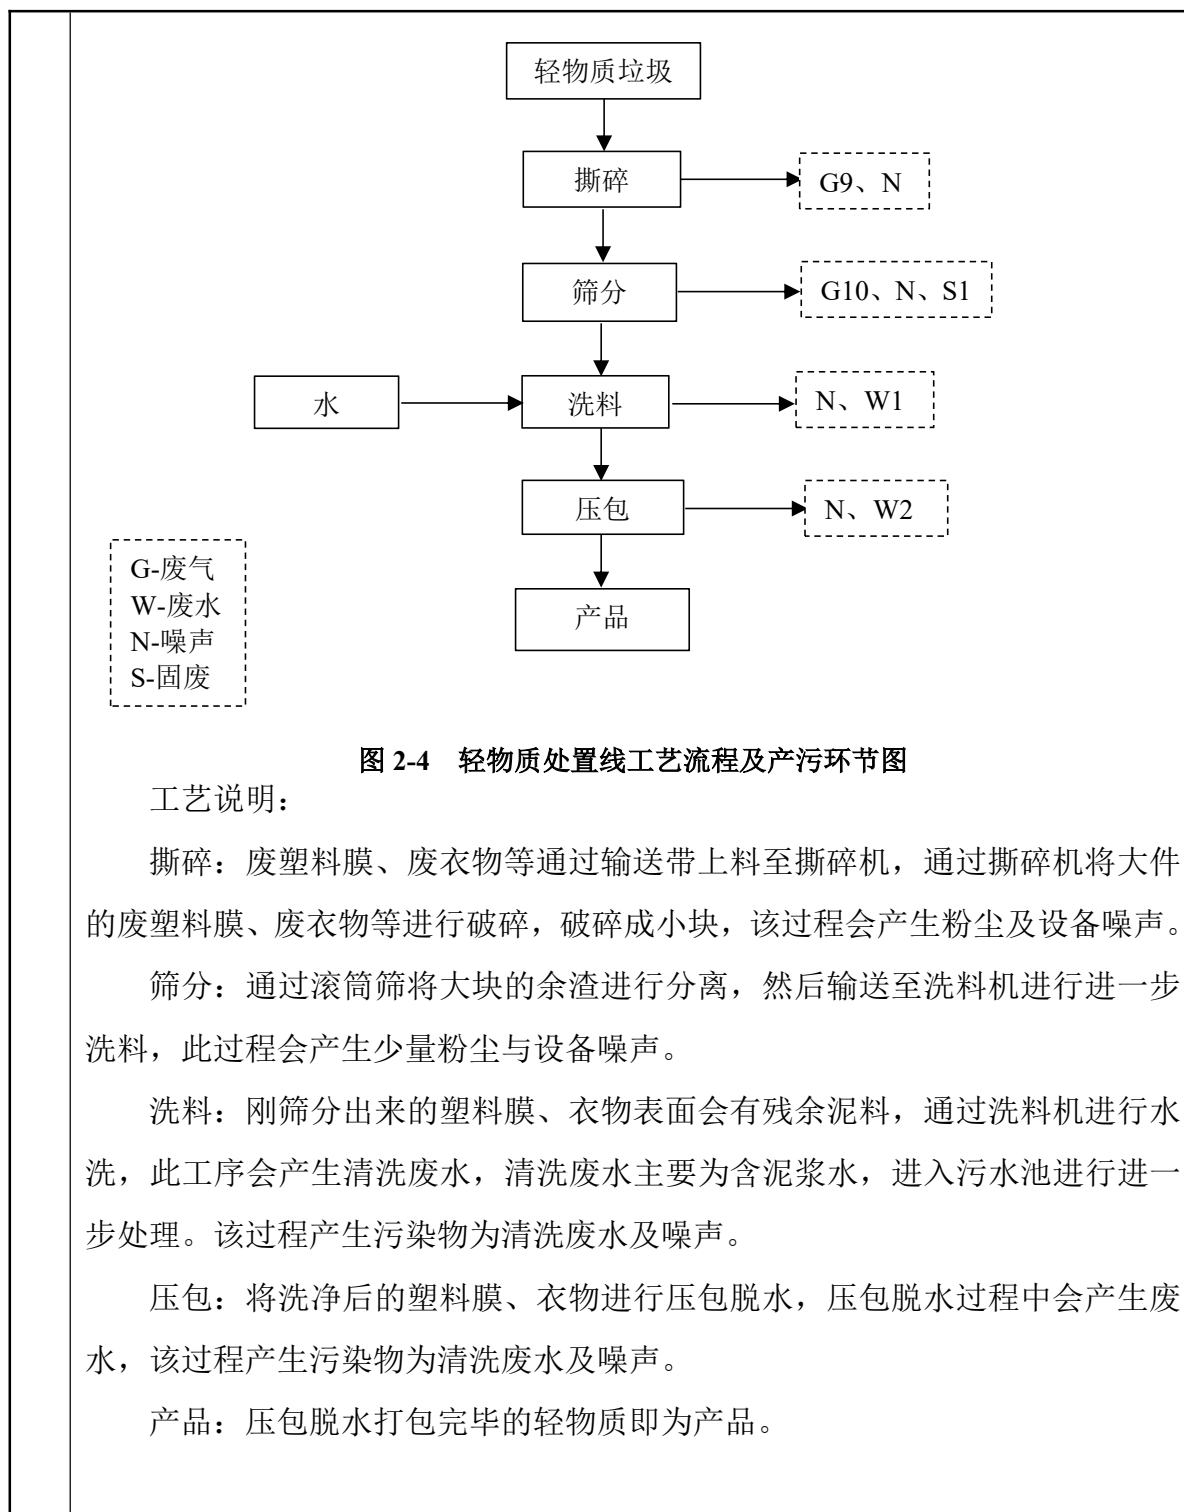 轻物质垃圾
撕碎
G9、N
筛分
G10、N、S1
水
洗料
N、W1
压包
N、W2
G-废气
W-废水
N-噪声
S-固废
产品
图 2-4 轻物质处置线工艺流程及产污环节图
工艺说明：
撕碎：废塑料膜、废衣物等通过输送带上料至撕碎机，通过撕碎机将大件
的废塑料膜、废衣物等进行破碎，破碎成小块，该过程会产生粉尘及设备噪声。
筛分：通过滚筒筛将大块的余渣进行分离，然后输送至洗料机进行进一步
洗料，此过程会产生少量粉尘与设备噪声。
洗料：刚筛分出来的塑料膜、衣物表面会有残余泥料，通过洗料机进行水
洗，此工序会产生清洗废水，清洗废水主要为含泥浆水，进入污水池进行进一
步处理。该过程产生污染物为清洗废水及噪声。
压包：将洗净后的塑料膜、衣物进行压包脱水，压包脱水过程中会产生废
水，该过程产生污染物为清洗废水及噪声。
产品：压包脱水打包完毕的轻物质即为产品。